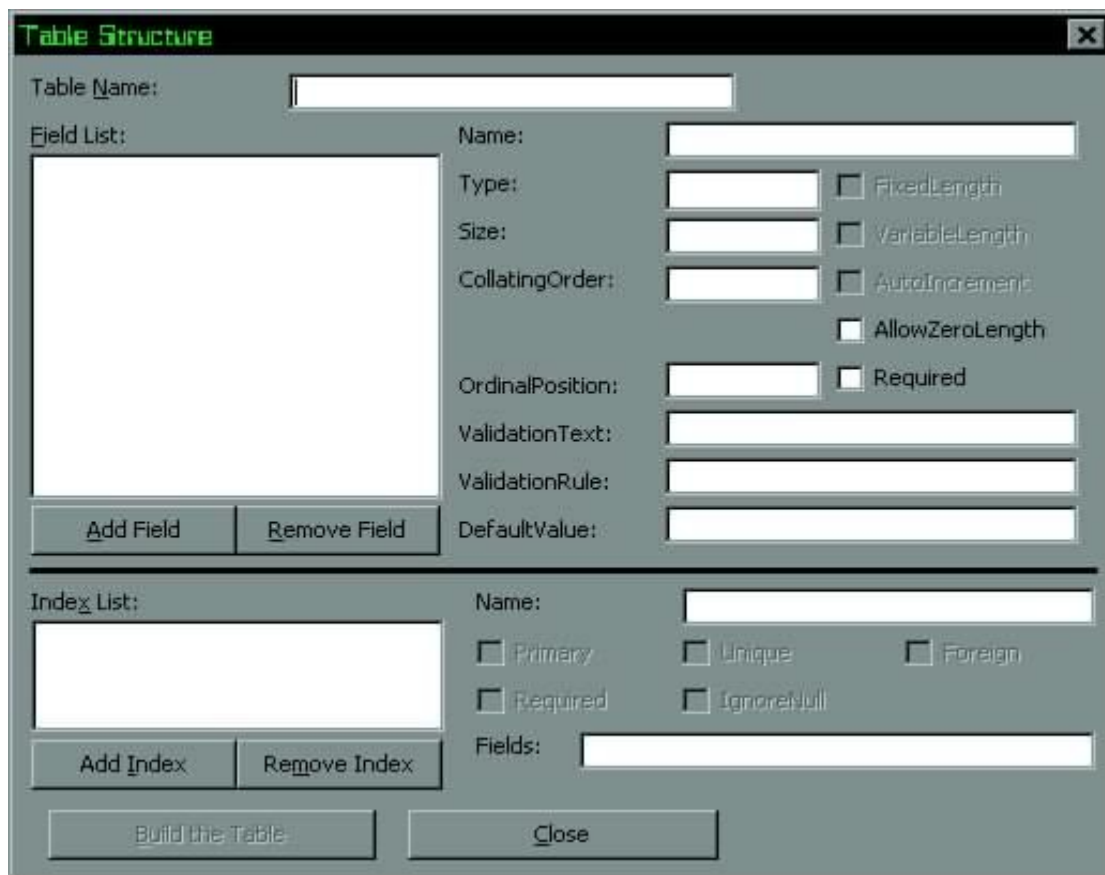 Table Structure
Table Name:
Field List:
Name:
Type:
FixedLength
Size:
VariableLength
CollatingOrder:
AutoIncrement
AllowZeroLength
OrdinalPosition:
Required
ValidationText:
ValidationRule:
Add Field
Remove Field
DefaultValue:
Index List:
Name:
Primary
Unique
Foreign
Required
IgnoreNull
Add Index
Remove Index
Fields:
Build the Table
Close